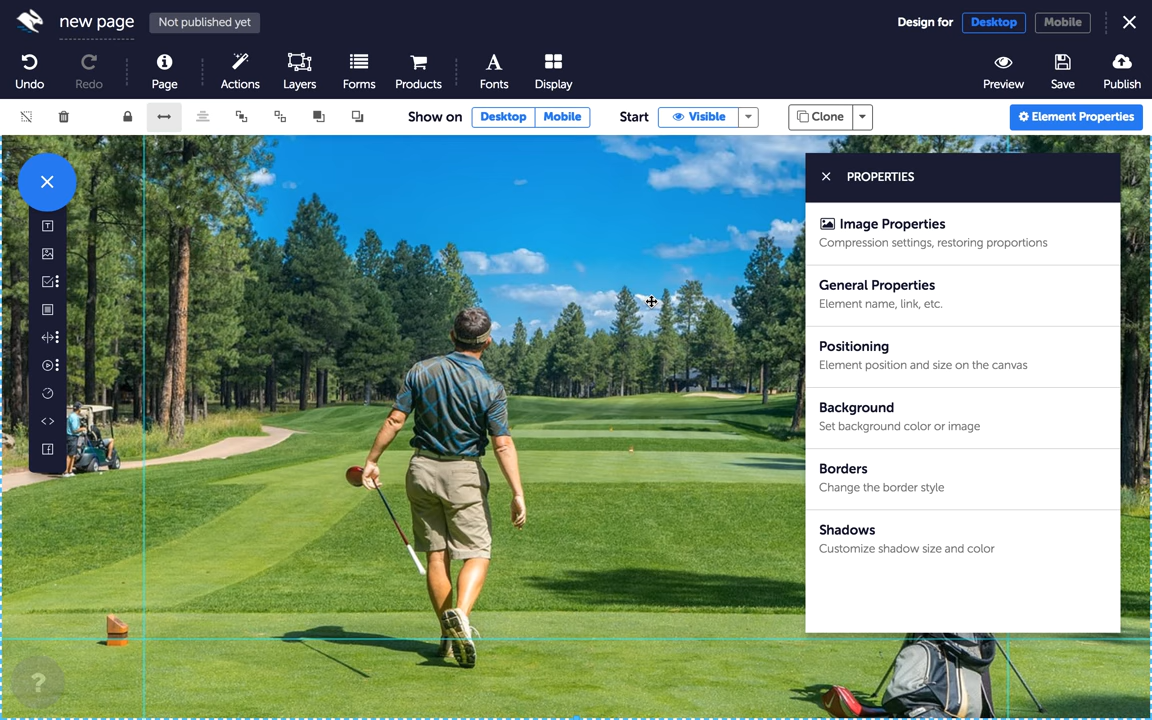 new page
Not published yet
Design for
Desktop
Mobile
Undo
Redo
Page
Actions
Layers
Forms
Products
Fonts
Display
Preview
Save
Publish
Show on
Desktop
Mobile
Start
Visible
Clone
Element Properties
PROPERTIES
Image Properties
Compression settings, restoring proportions
General Properties
Element name, link, etc.
Positioning
Element position and size on the canvas
Background
Set background color or image
Borders
Change the border style
Shadows
Customize shadow size and color
?